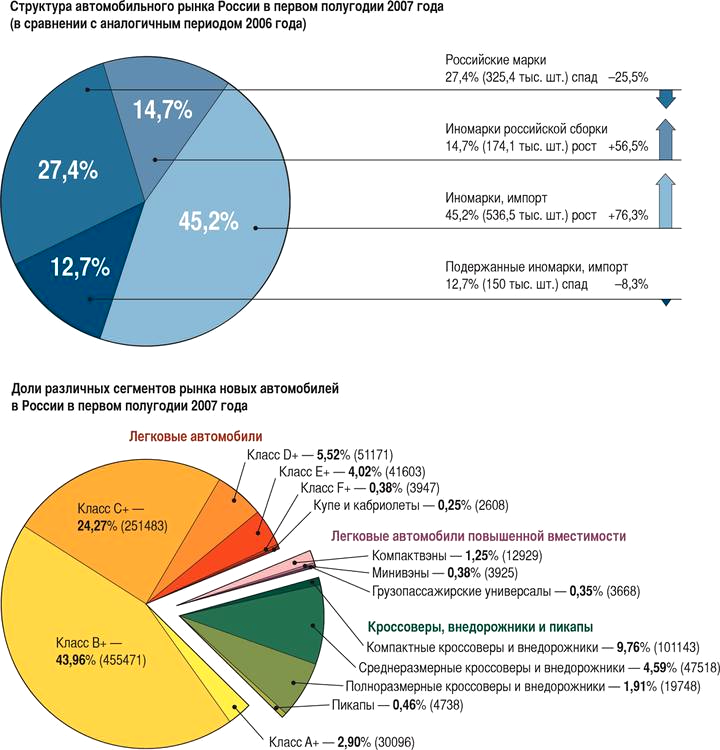 Структура автомобильного рынка России в первом полугодии 2007 года
(в сравнении с аналогичным периодом 2006 года)
Российские марки
27,4% (325,4 тыс. шт.) спад –25,5%
Иномарки российской сборки
14,7% (174,1 тыс. шт.) рост +56,5%
Иномарки, импорт
45,2% (536,5 тыс. шт.) рост +76,3%
Подержанные иномарки, импорт
12,7% (150 тыс. шт.) спад –8,3%
14,7%
27,4%
45,2%
12,7%
Доли различных сегментов рынка новых автомобилей
в России в первом полугодии 2007 года
Легковые автомобили
Класс D+ — 5,52% (51171)
Класс E+ — 4,02% (41603)
Класс F+ — 0,38% (3947)
Купе и кабриолеты — 0,25% (2608)
Класс C+ —
24,27% (251483)
Легковые автомобили повышенной вместимости
Компактвэны — 1,25% (12929)
Минивэны — 0,38% (3925)
Грузопассажирские универсалы — 0,35% (3668)
Кроссоверы, внедорожники и пикапы
Компактные кроссоверы и внедорожники — 9,76% (101143)
Среднеразмерные кроссоверы и внедорожники — 4,59% (47518)
Полноразмерные кроссоверы и внедорожники — 1,91% (19748)
Пикапы — 0,46% (4738)
Класс B+ —
43,96% (455471)
Класс A+ — 2,90% (30096)